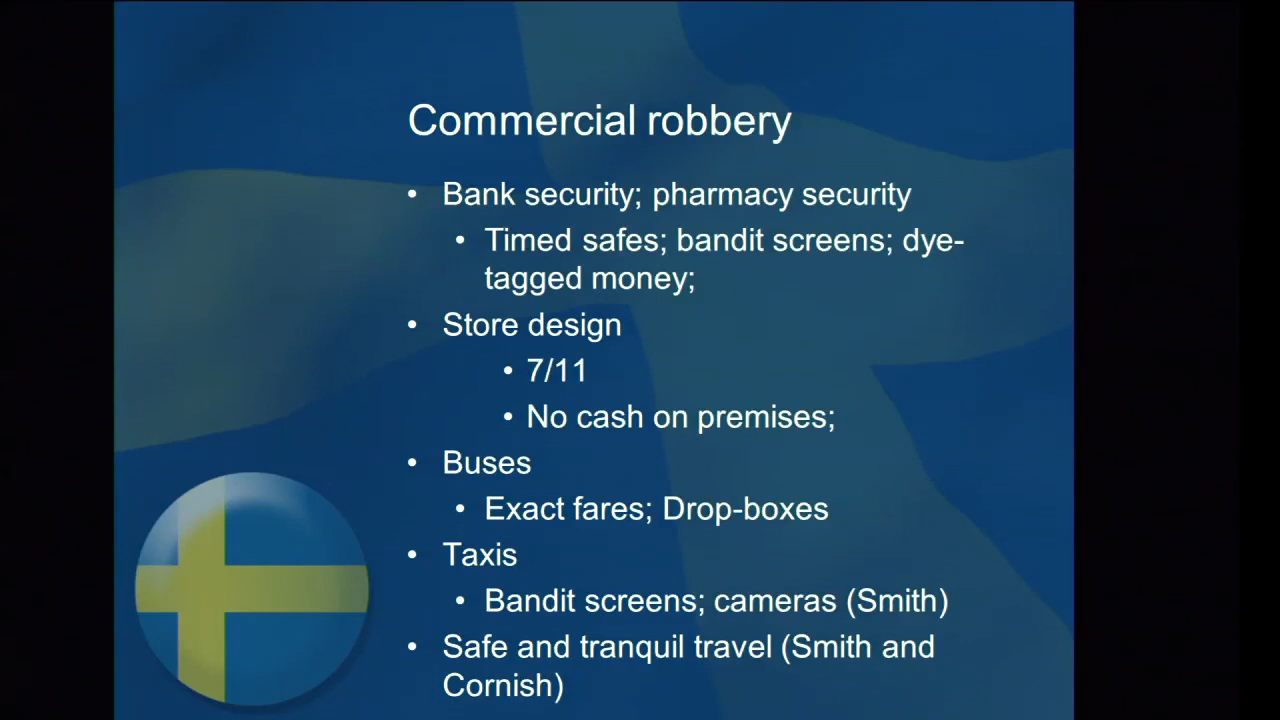 Commercial robbery
• Bank security; pharmacy security
• Timed safes; bandit screens; dye-
tagged money;
• Store design
• 7/11
• No cash on premises;
• Buses
• Exact fares; Drop-boxes
• Taxis
• Bandit screens; cameras (Smith)
• Safe and tranquil travel (Smith and
Cornish)